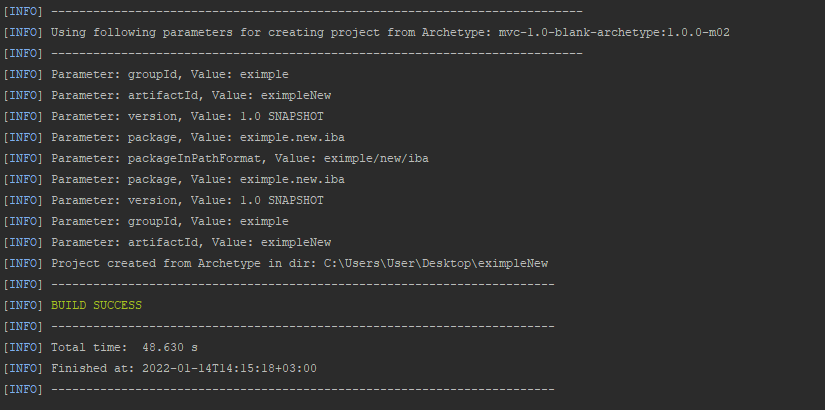 [INFO] ----------------------------------------------------------------------------
[INFO] Using following parameters for creating project from Archetype: mvc-1.0-blank-archetype:1.0.0-m02
[INFO] ----------------------------------------------------------------------------
[INFO] Parameter: groupId, Value: eximple
[INFO] Parameter: artifactId, Value: eximpleNew
[INFO] Parameter: version, Value: 1.0 SNAPSHOT
[INFO] Parameter: package, Value: eximple.new.iba
[INFO] Parameter: packageInPathFormat, Value: eximple/new/iba
[INFO] Parameter: package, Value: eximple.new.iba
[INFO] Parameter: version, Value: 1.0 SNAPSHOT
[INFO] Parameter: groupId, Value: eximple
[INFO] Parameter: artifactId, Value: eximpleNew
[INFO] Project created from Archetype in dir: C:\Users\User\Desktop\eximpleNew
[INFO] ------------------------------------------------------------------------
[INFO] BUILD SUCCESS
[INFO] ------------------------------------------------------------------------
[INFO] Total time:  48.630 s
[INFO] Finished at: 2022-01-14T14:15:18+03:00
[INFO] ------------------------------------------------------------------------